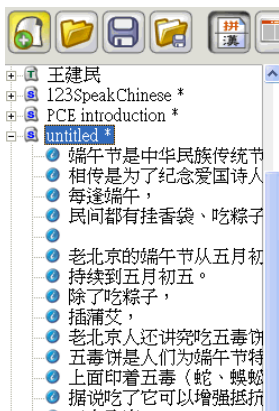 拼
漢
王建民
123SpeakChinese *
PCE introduction *
untitled *
端午节是中华民族传统节
相传是为了纪念爱国诗人
每逢端午，
民间都有挂香袋、吃粽子
老北京的端午节从五月初
持续到五月初五。
除了吃粽子，
插蒲艾，
老北京人还讲究吃五毒饼
五毒饼是人们为端午节特
上面印着五毒（蛇、蜈蚣
据说吃了它可以增强抵抗